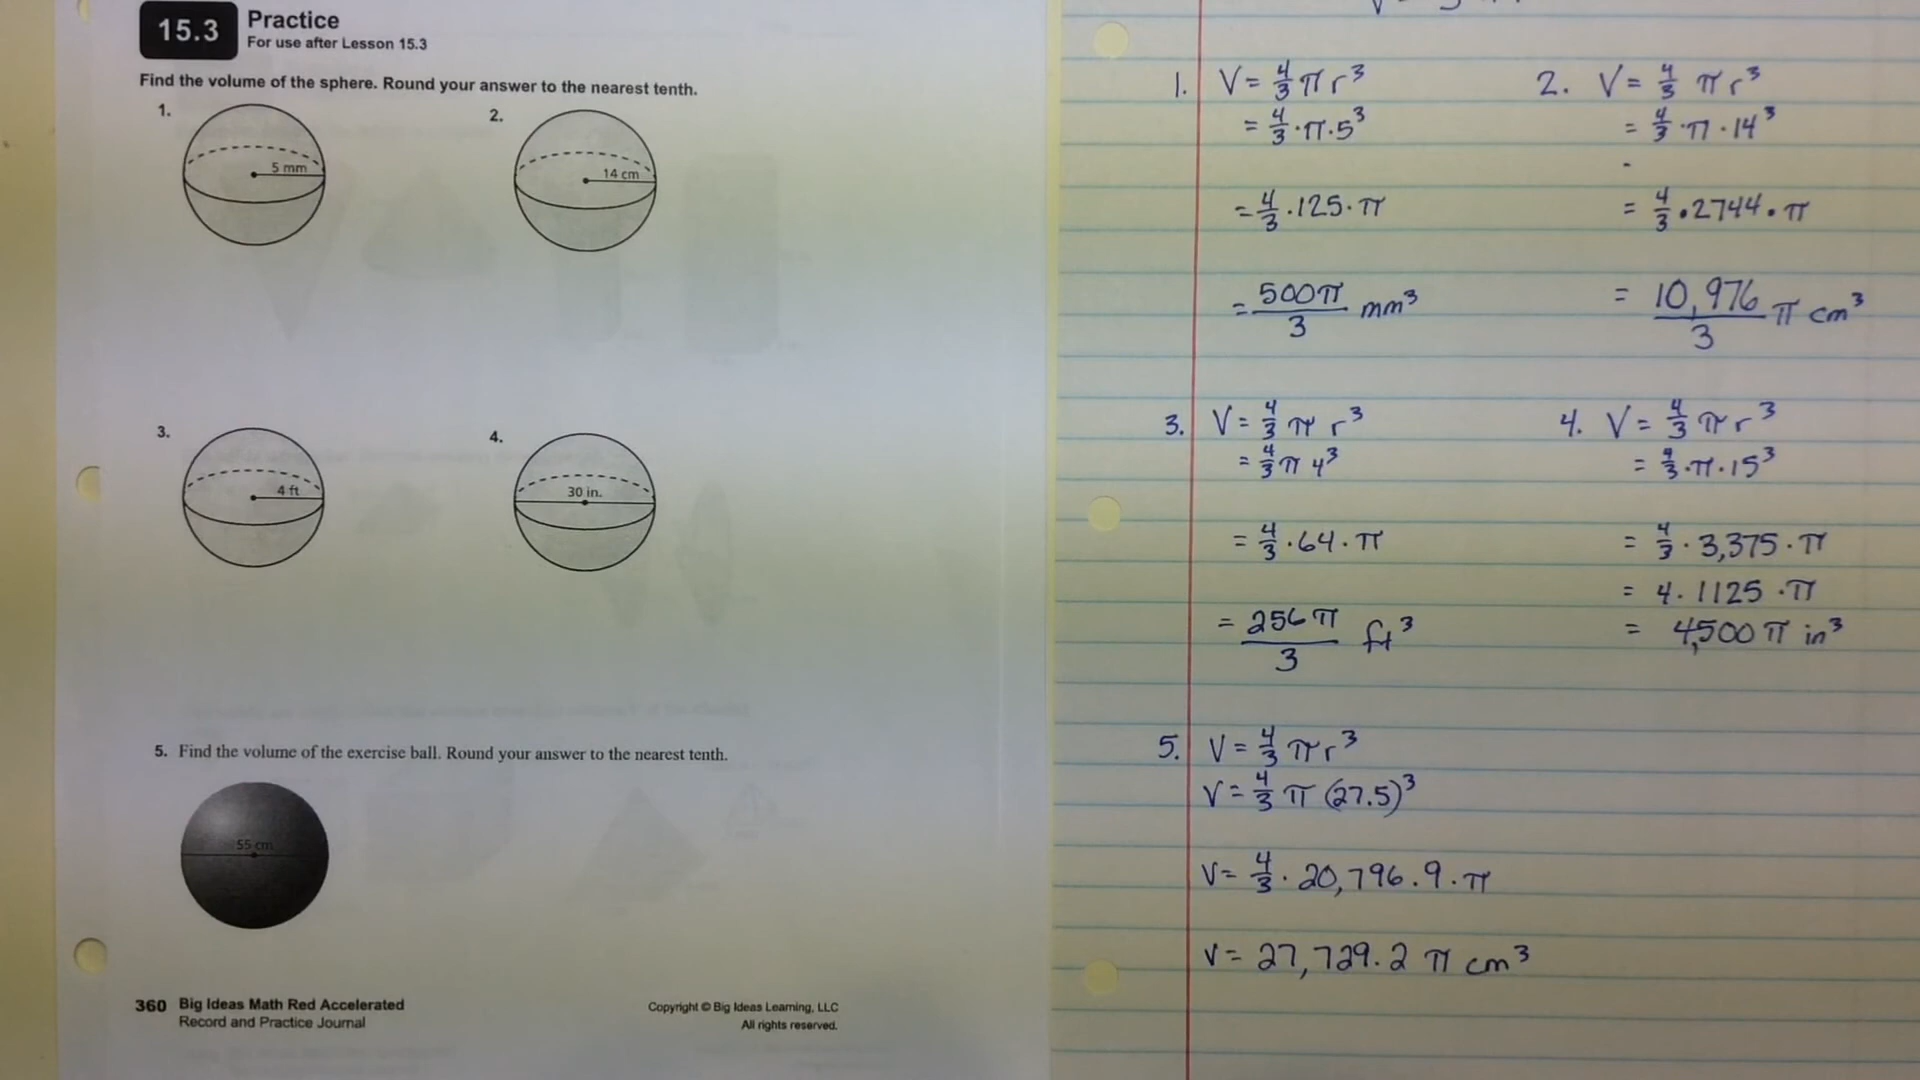 15.3 Practice
For use after Lesson 15.3
Find the volume of the sphere. Round your answer to the nearest tenth.
1.
5 mm
2.
14 cm
3.
4 ft
4.
30 in.
5. Find the volume of the exercise ball. Round your answer to the nearest tenth.
55 cm
360 Big Ideas Math Red Accelerated
Record and Practice Journal
Copyright © Big Ideas Learning, LLC
All rights reserved.
1. V = 4/3 π r³
= 4/3 · π · 5³
= 4/3 · 125 · π
= 500π/3 mm³
2. V = 4/3 π r³
= 4/3 · π · 14³
= 4/3 · 2744 · π
= 10,976/3 π cm³
3. V = 4/3 π r³
= 4/3 π 4³
= 4/3 · 64 · π
= 256π/3 ft³
4. V = 4/3 π r³
= 4/3 · π · 15³
= 4/3 · 3,375 · π
= 4 · 1125 · π
= 4,500 π in³
5. V = 4/3 π r³
V = 4/3 π (27.5)³
V = 4/3 · 20,796.9 · π
V = 27,729.2 π cm³